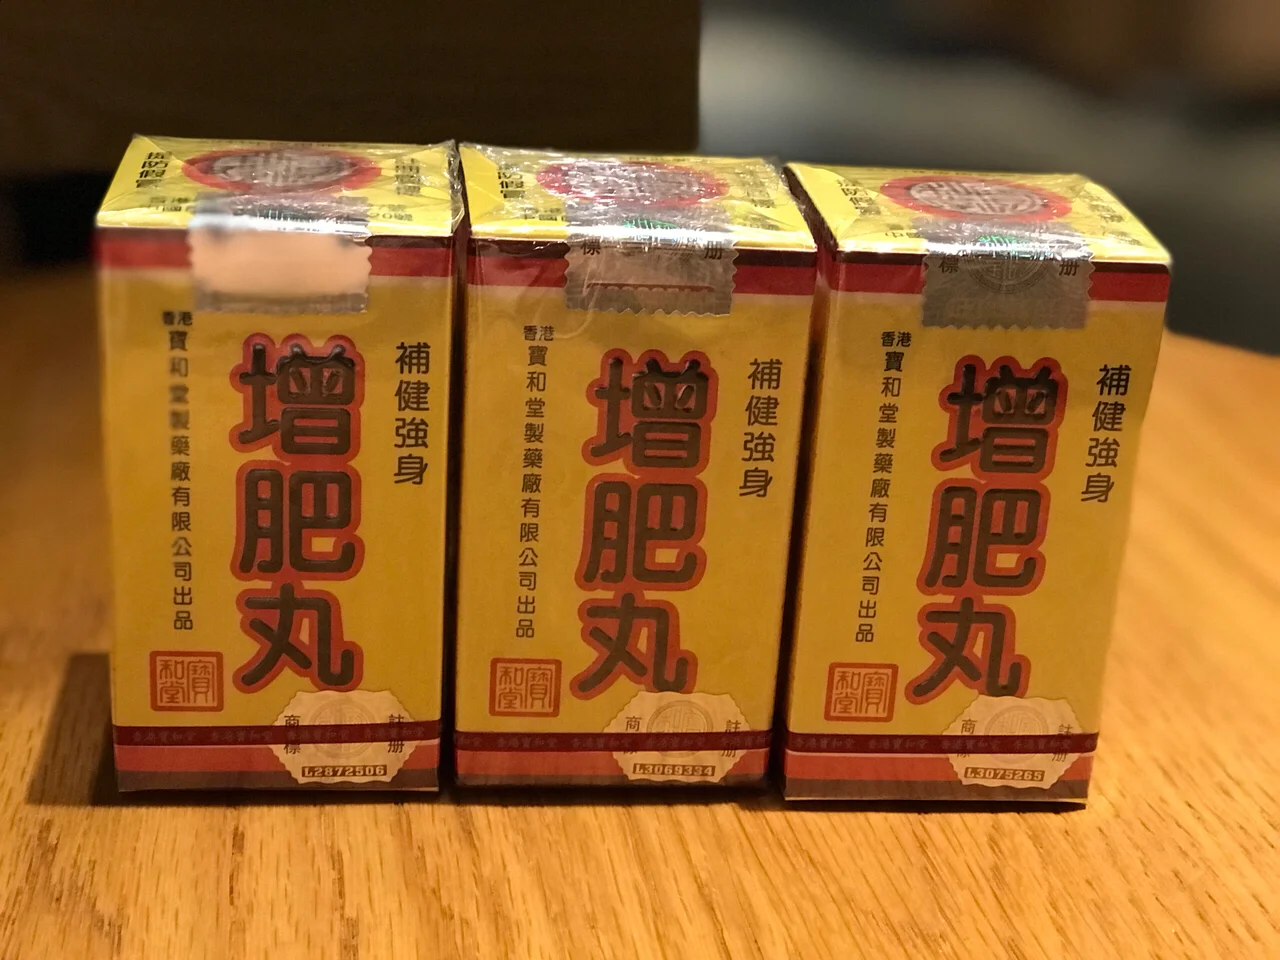 補健強身
增肥丸
香港
寶和堂製藥廠有限公司出品
寶和堂
商標
註冊
L2872506
標
册
補健強身
增肥丸
香港
寶和堂製藥廠有限公司出品
寶和堂
商標
註冊
L3069334
標
册
補健強身
增肥丸
香港
寶和堂製藥廠有限公司出品
寶和堂
商標
註冊
L3075265